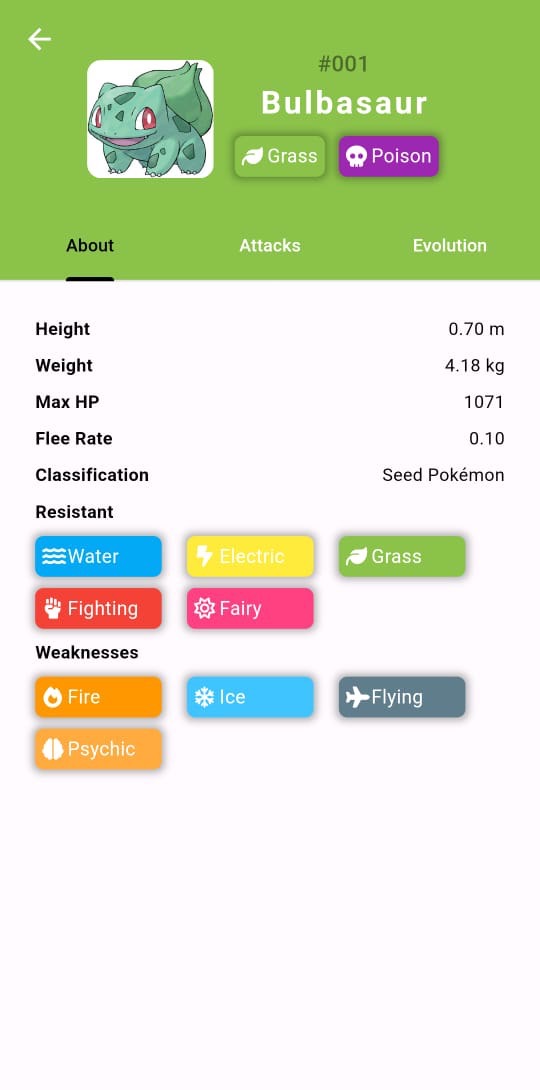 #001
Bulbasaur
Grass Poison
About Attacks Evolution
Height 0.70 m
Weight 4.18 kg
Max HP 1071
Flee Rate 0.10
Classification Seed Pokémon
Resistant
Water Electric Grass
Fighting Fairy
Weaknesses
Fire Ice Flying
Psychic